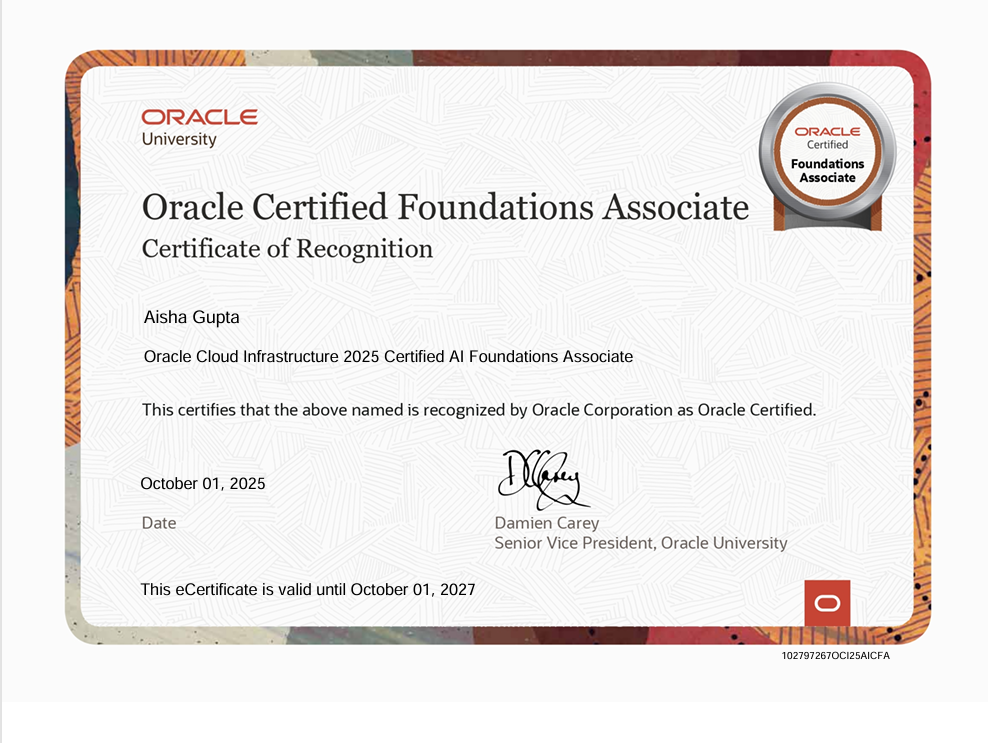 ORACLE
University
ORACLE
Certified
Foundations
Associate
Oracle Certified Foundations Associate
Certificate of Recognition
Aisha Gupta
Oracle Cloud Infrastructure 2025 Certified AI Foundations Associate
This certifies that the above named is recognized by Oracle Corporation as Oracle Certified.
DCarey
October 01, 2025
Date
Damien Carey
Senior Vice President, Oracle University
This eCertificate is valid until October 01, 2027
102797267OCI25AICFA